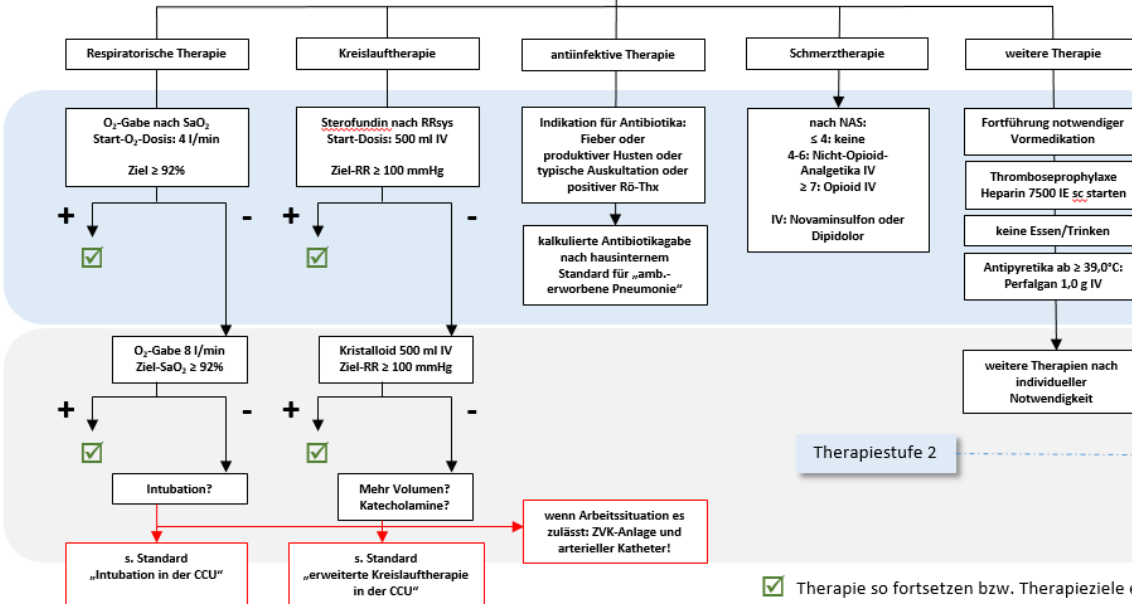 Respiratorische Therapie
Kreislauftherapie
antiinfektive Therapie
Schmerztherapie
weitere Therapie
O₂-Gabe nach SaO₂
Start-O₂-Dosis: 4 l/min
Ziel ≥ 92%
Sterofundin nach RRsys
Start-Dosis: 500 ml IV
Ziel-RR ≥ 100 mmHg
Indikation für Antibiotika:
Fieber oder
produktiver Husten oder
typische Auskultation oder
positiver Rö-Thx
nach NAS:
≤ 4: keine
4-6: Nicht-Opioid-
Analgetika IV
≥ 7: Opioid IV
IV: Novaminsulfon oder
Dipidolor
Fortführung notwendiger
Vormedikation
Thromboseprophylaxe
Heparin 7500 IE sc starten
keine Essen/Trinken
Antipyretika ab ≥ 39,0°C:
Perfalgan 1,0 g IV
+ -
+ -
kalkulierte Antibiotikagabe
nach hausinternem
Standard für „amb.-
erworbene Pneumonie“
O₂-Gabe 8 l/min
Ziel-SaO₂ ≥ 92%
Kristalloid 500 ml IV
Ziel-RR ≥ 100 mmHg
weitere Therapien nach
individueller
Notwendigkeit
+ -
+ -
Therapiestufe 2
Intubation?
Mehr Volumen?
Katecholamine?
wenn Arbeitssituation es
zulässt: ZVK-Anlage und
arterieller Katheter!
s. Standard
„Intubation in der CCU“
s. Standard
„erweiterte Kreislauftherapie
in der CCU“
Therapie so fortsetzen bzw. Therapieziele